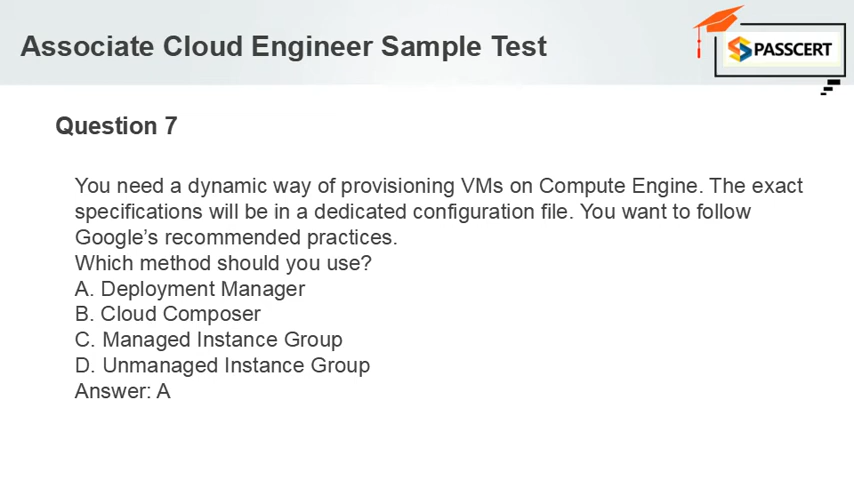 Associate Cloud Engineer Sample Test
PASSCERT
Question 7
You need a dynamic way of provisioning VMs on Compute Engine. The exact
specifications will be in a dedicated configuration file. You want to follow
Google’s recommended practices.
Which method should you use?
A. Deployment Manager
B. Cloud Composer
C. Managed Instance Group
D. Unmanaged Instance Group
Answer: A